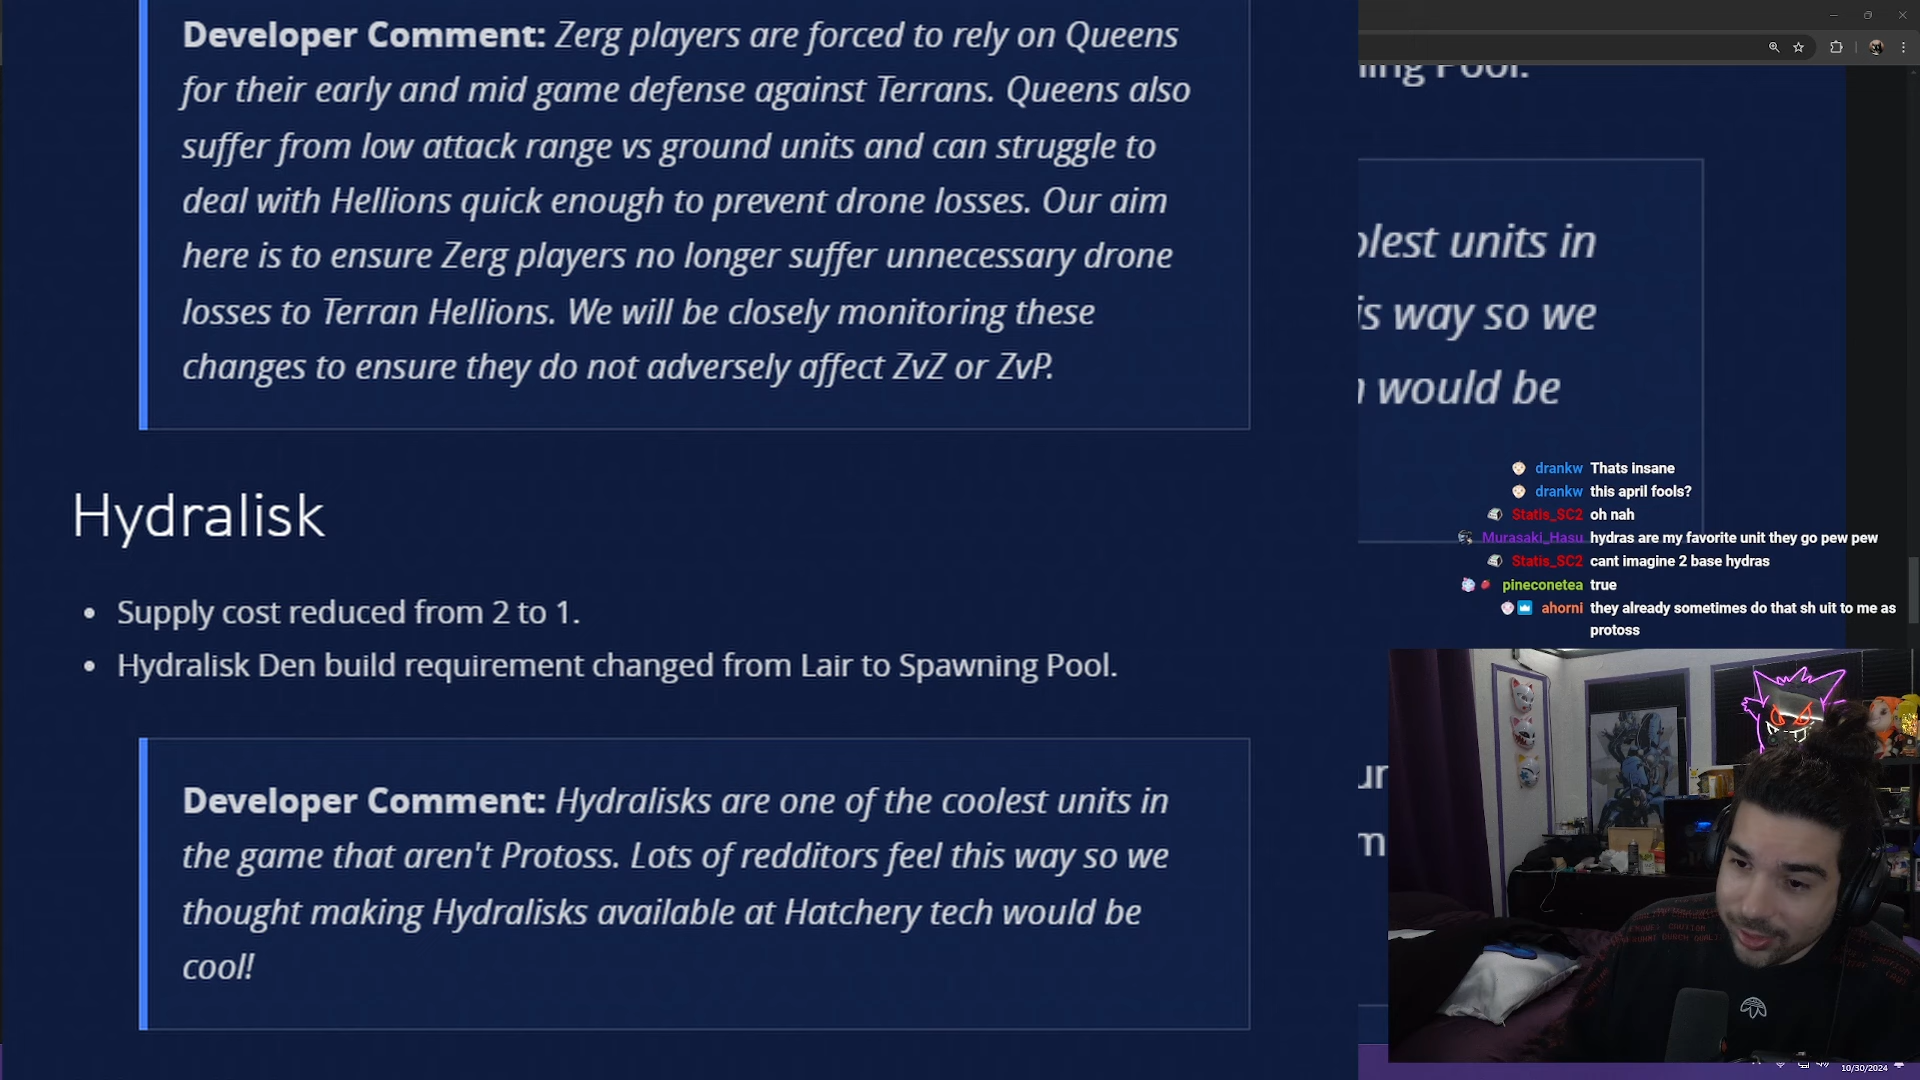 Developer Comment: Zerg players are forced to rely on Queens
for their early and mid game defense against Terrans. Queens also
suffer from low attack range vs ground units and can struggle to
deal with Hellions quick enough to prevent drone losses. Our aim
here is to ensure Zerg players no longer suffer unnecessary drone
losses to Terran Hellions. We will be closely monitoring these
changes to ensure they do not adversely affect ZvZ or ZvP.
Hydralisk
• Supply cost reduced from 2 to 1.
• Hydralisk Den build requirement changed from Lair to Spawning Pool.
Developer Comment: Hydralisks are one of the coolest units in
the game that aren't Protoss. Lots of redditors feel this way so we
thought making Hydralisks available at Hatchery tech would be
cool!
ning Pool.
olest units in
is way so we
would be
drankw Thats insane
drankw this april fools?
Statis_SC2 oh nah
Murasaki_Hasu hydras are my favorite unit they go pew pew
Statis_SC2 cant imagine 2 base hydras
pineconetea true
ahorni they already sometimes do that sh uit to me as
protoss
10/30/2024